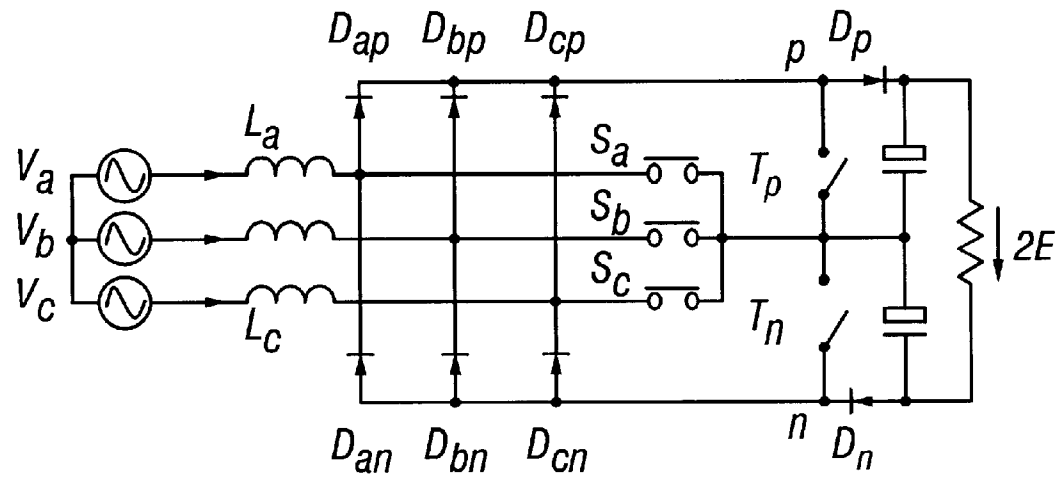 Dap Dbp Dcp p Dp
La
Va Sa Tp
Vb Sb 2E
Vc Sc
Lc Tn
Dan Dbn Dcn n Dn